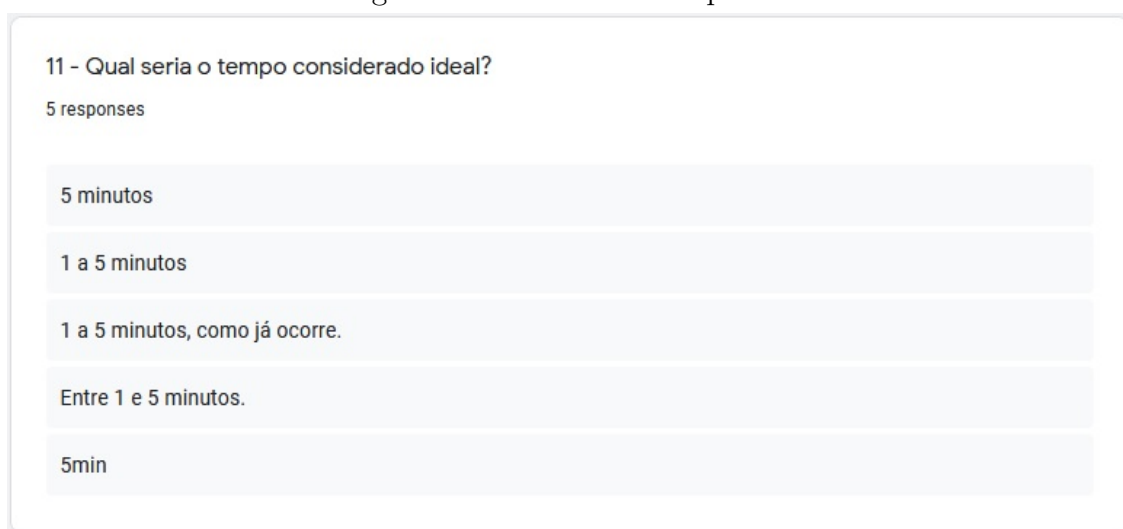 11 - Qual seria o tempo considerado ideal?
5 responses
5 minutos
1 a 5 minutos
1 a 5 minutos, como já ocorre.
Entre 1 e 5 minutos.
5min